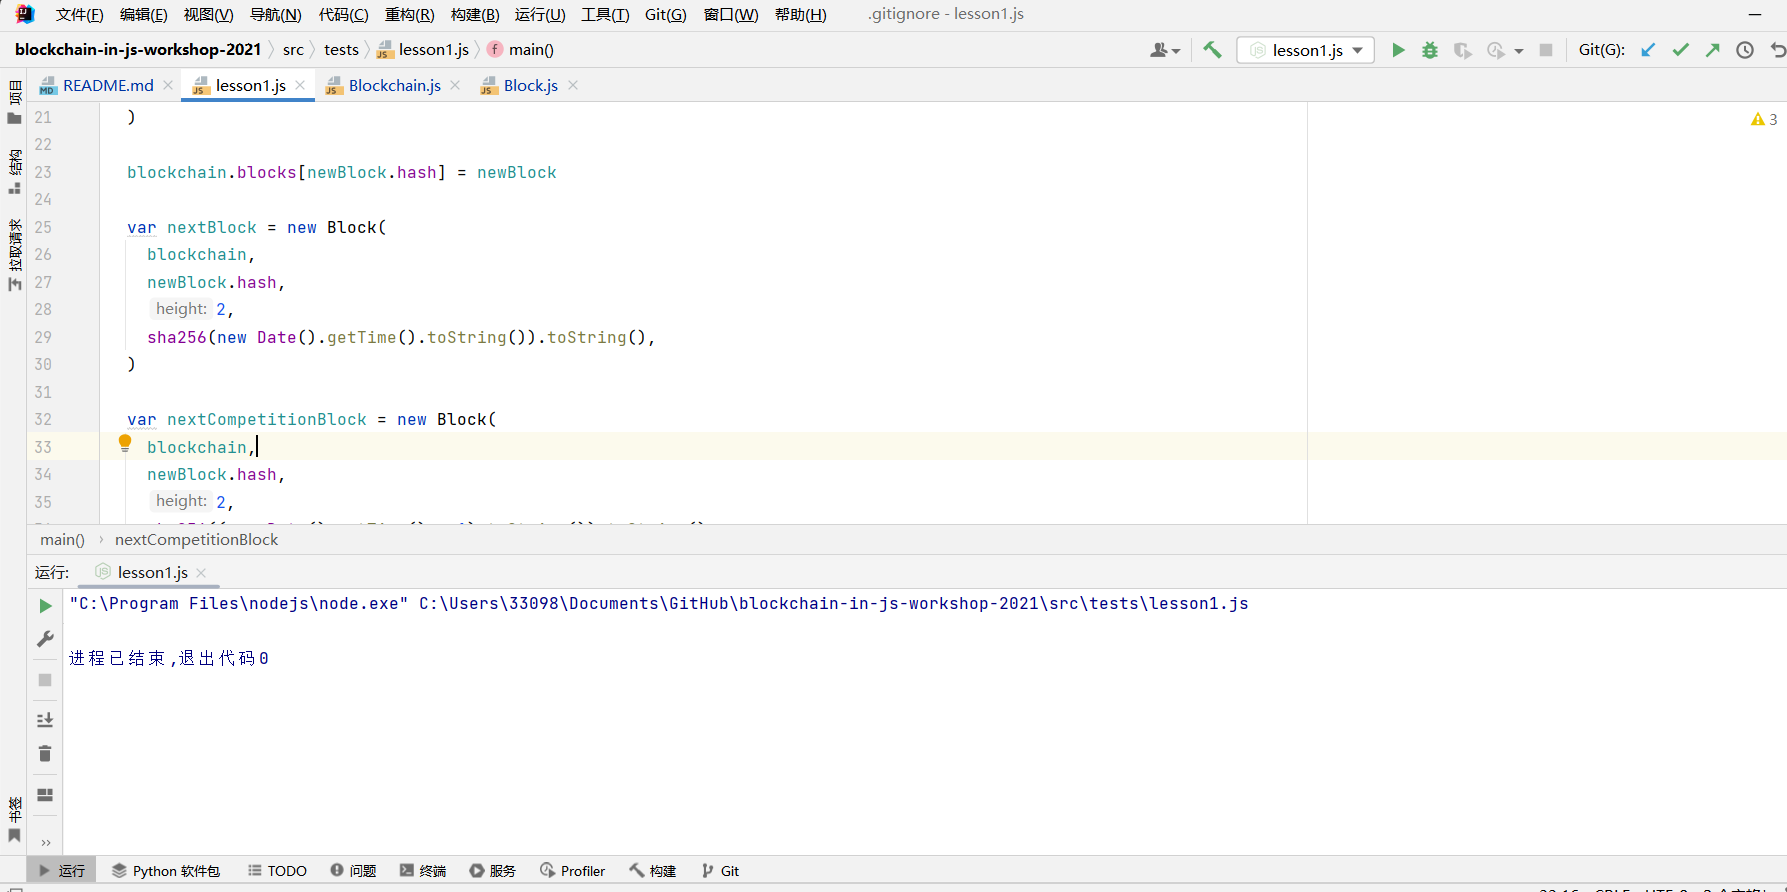 文件(F) 编辑(E) 视图(V) 导航(N) 代码(C) 重构(R) 构建(B) 运行(U) 工具(T) Git(G) 窗口(W) 帮助(H) .gitignore - lesson1.js
blockchain-in-js-workshop-2021 src tests lesson1.js main() lesson1.js Git(G):
README.md lesson1.js Blockchain.js Block.js
项目
结构
拉取请求
书签
3
21 )
22
23 blockchain.blocks[newBlock.hash] = newBlock
24
25 var nextBlock = new Block(
26 blockchain,
27 newBlock.hash,
28 height: 2,
29 sha256(new Date().getTime().toString()).toString(),
30 )
31
32 var nextCompetitionBlock = new Block(
33 blockchain,
34 newBlock.hash,
35 height: 2,
main() › nextCompetitionBlock
运行: lesson1.js
"C:\Program Files\nodejs\node.exe" C:\Users\33098\Documents\GitHub\blockchain-in-js-workshop-2021\src\tests\lesson1.js
进程已结束,退出代码0
运行 Python 软件包 TODO 问题 终端 服务 Profiler 构建 Git